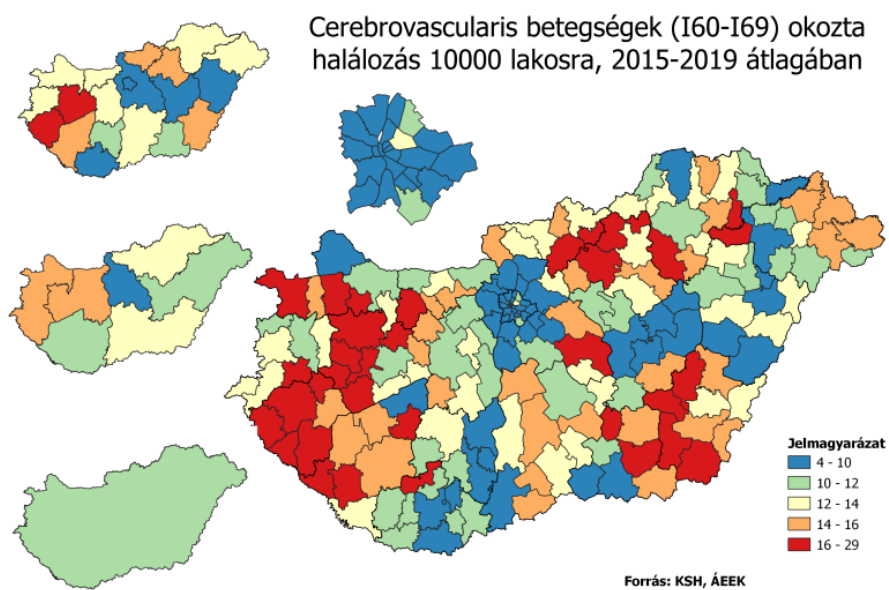 Cerebrovascularis betegségek (I60-I69) okozta
halálozás 10000 lakosra, 2015-2019 átlagában
Jelmagyarázat
4 - 10
10 - 12
12 - 14
14 - 16
16 - 29
Forrás: KSH, ÁEEK